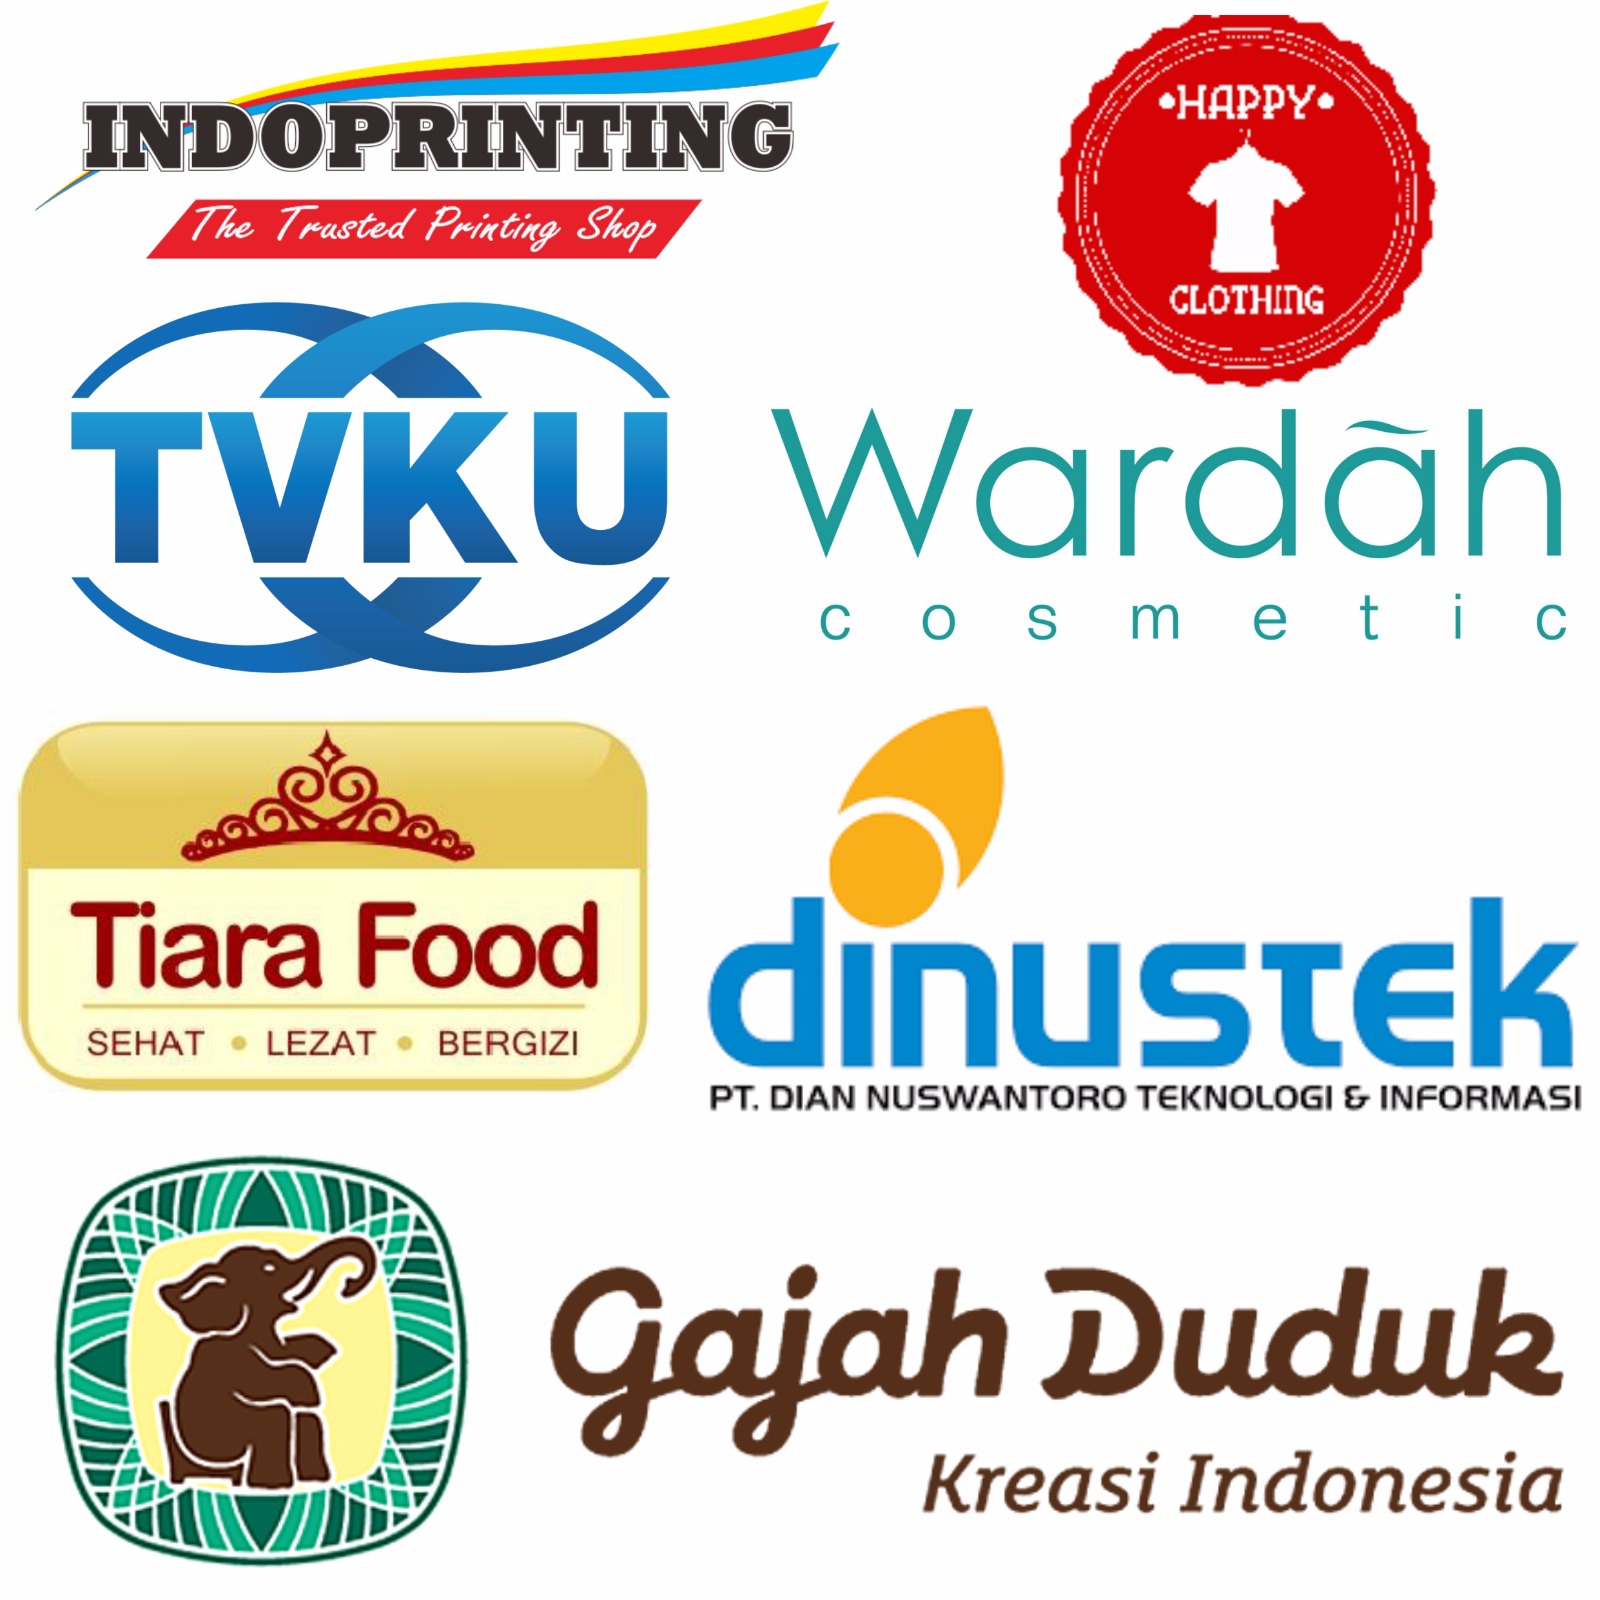 INDOPRINTING
The Trusted Printing Shop
HAPPY
CLOTHING
TVKU
Wardãh
cosmetic
Tiara Food
SEHAT • LEZAT • BERGIZI
dinustek
PT. DIAN NUSWANTORO TEKNOLOGI & INFORMASI
Gajah Duduk
Kreasi Indonesia